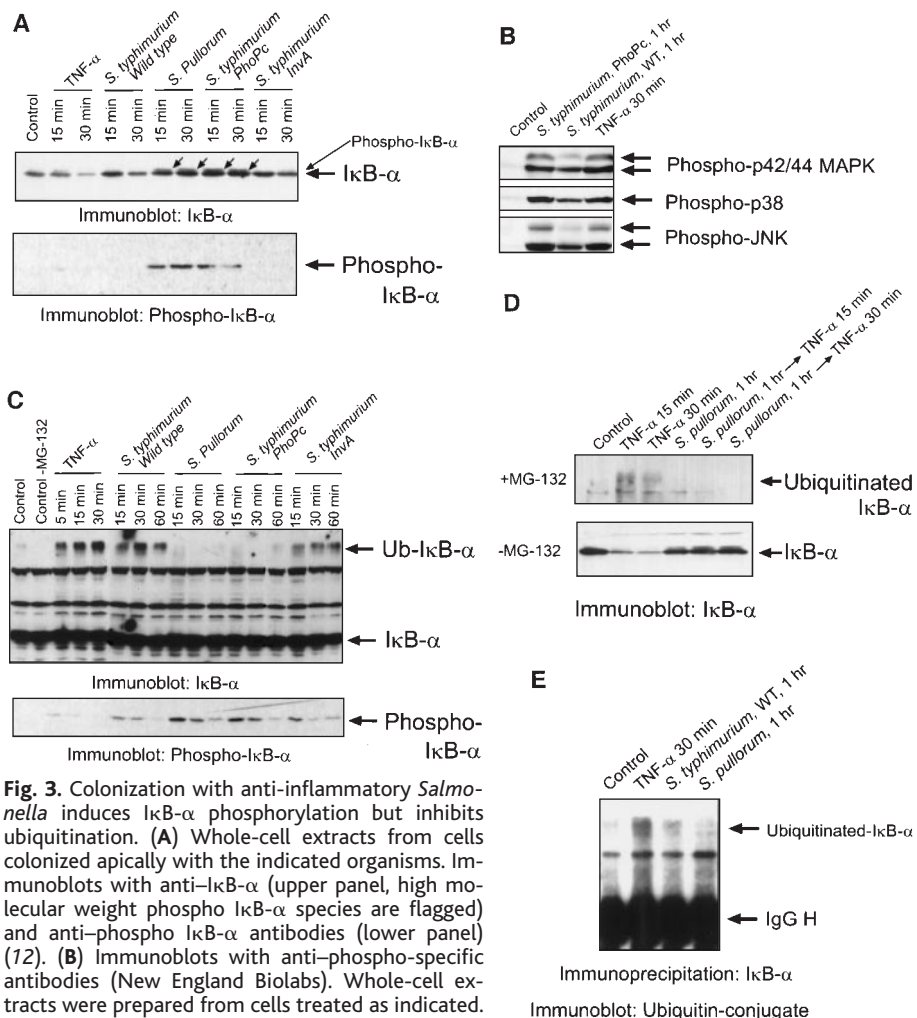 A
Control
TNF-α
15 min
30 min
S. typhimurium
Wild type
15 min
30 min
S. Pullorum
15 min
30 min
S. typhimurium
PhoPc
15 min
30 min
S. typhimurium
InvA
15 min
30 min
Phospho-IκB-α
IκB-α
Immunoblot: IκB-α
Phospho-
IκB-α
Immunoblot: Phospho-IκB-α
B
Control
S. typhimurium, PhoPc, 1 hr
S. typhimurium, WT, 1 hr
TNF-α 30 min
Phospho-p42/44 MAPK
Phospho-p38
Phospho-JNK
C
Control
Control -MG-132
TNF-α
5 min
15 min
30 min
S. typhimurium
Wild type
15 min
30 min
60 min
S. Pullorum
15 min
30 min
60 min
S. typhimurium
PhoPc
15 min
30 min
60 min
S. typhimurium
InvA
15 min
30 min
60 min
Ub-IκB-α
IκB-α
Immunoblot: IκB-α
Phospho-
IκB-α
Immunoblot: Phospho-IκB-α
D
Control
TNF-α 15 min
TNF-α 30 min
S. pullorum, 1 hr
S. pullorum, 1 hr → TNF-α 15 min
S. pullorum, 1 hr → TNF-α 30 min
+MG-132
Ubiquitinated
IκB-α
-MG-132
IκB-α
Immunoblot: IκB-α
E
Control
TNF-α 30 min
S. typhimurium, WT, 1 hr
S. pullorum, 1 hr
Ubiquitinated-IκB-α
IgG H
Immunoprecipitation: IκB-α
Immunoblot: Ubiquitin-conjugate
Fig. 3. Colonization with anti-inflammatory Salmo-
nella induces IκB-α phosphorylation but inhibits
ubiquitination. (A) Whole-cell extracts from cells
colonized apically with the indicated organisms. Im-
munoblots with anti–IκB-α (upper panel, high mo-
lecular weight phospho IκB-α species are flagged)
and anti–phospho IκB-α antibodies (lower panel)
(12). (B) Immunoblots with anti–phospho-specific
antibodies (New England Biolabs). Whole-cell ex-
tracts were prepared from cells treated as indicated.